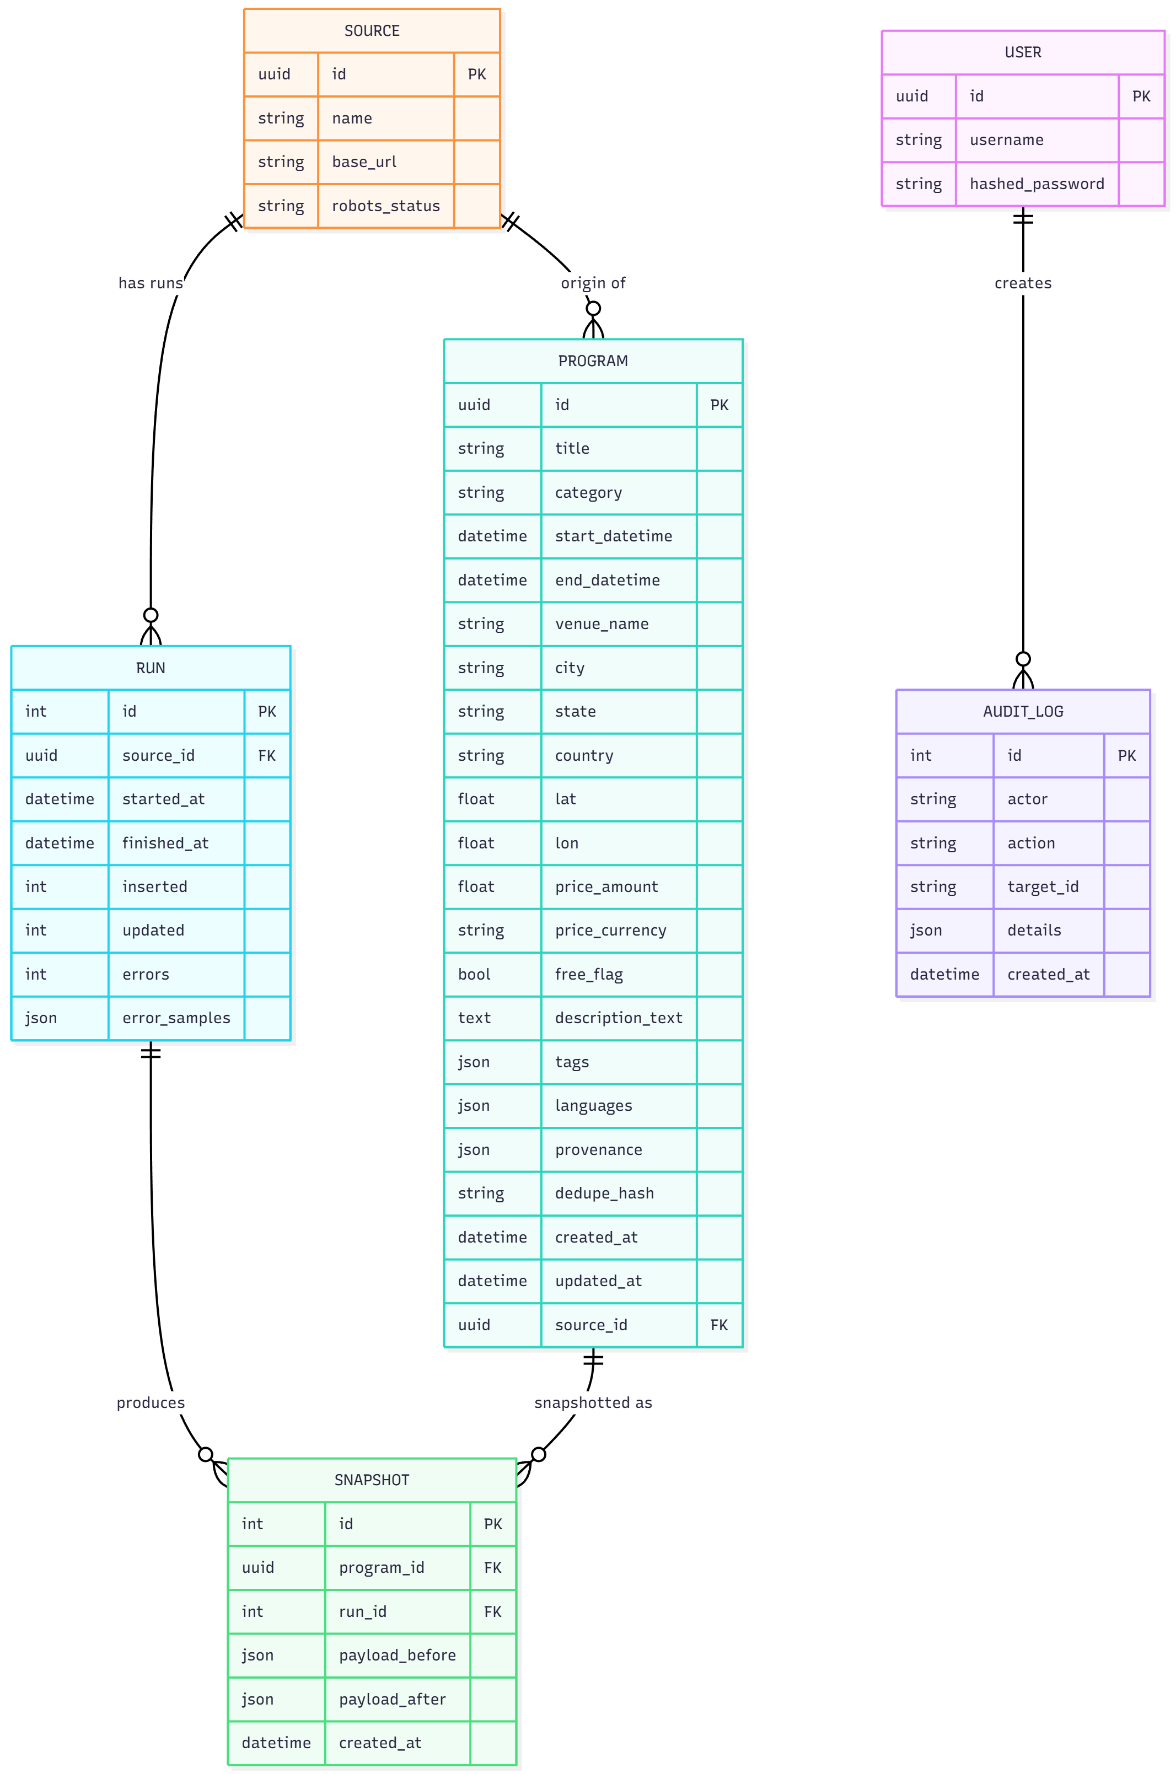 SOURCE
uuid id PK
string name
string base_url
string robots_status
USER
uuid id PK
string username
string hashed_password
has runs
origin of
creates
PROGRAM
uuid id PK
string title
string category
datetime start_datetime
datetime end_datetime
string venue_name
string city
string state
string country
float lat
float lon
float price_amount
string price_currency
bool free_flag
text description_text
json tags
json languages
json provenance
string dedupe_hash
datetime created_at
datetime updated_at
uuid source_id FK
RUN
int id PK
uuid source_id FK
datetime started_at
datetime finished_at
int inserted
int updated
int errors
json error_samples
AUDIT_LOG
int id PK
string actor
string action
string target_id
json details
datetime created_at
produces
snapshotted as
SNAPSHOT
int id PK
uuid program_id FK
int run_id FK
json payload_before
json payload_after
datetime created_at